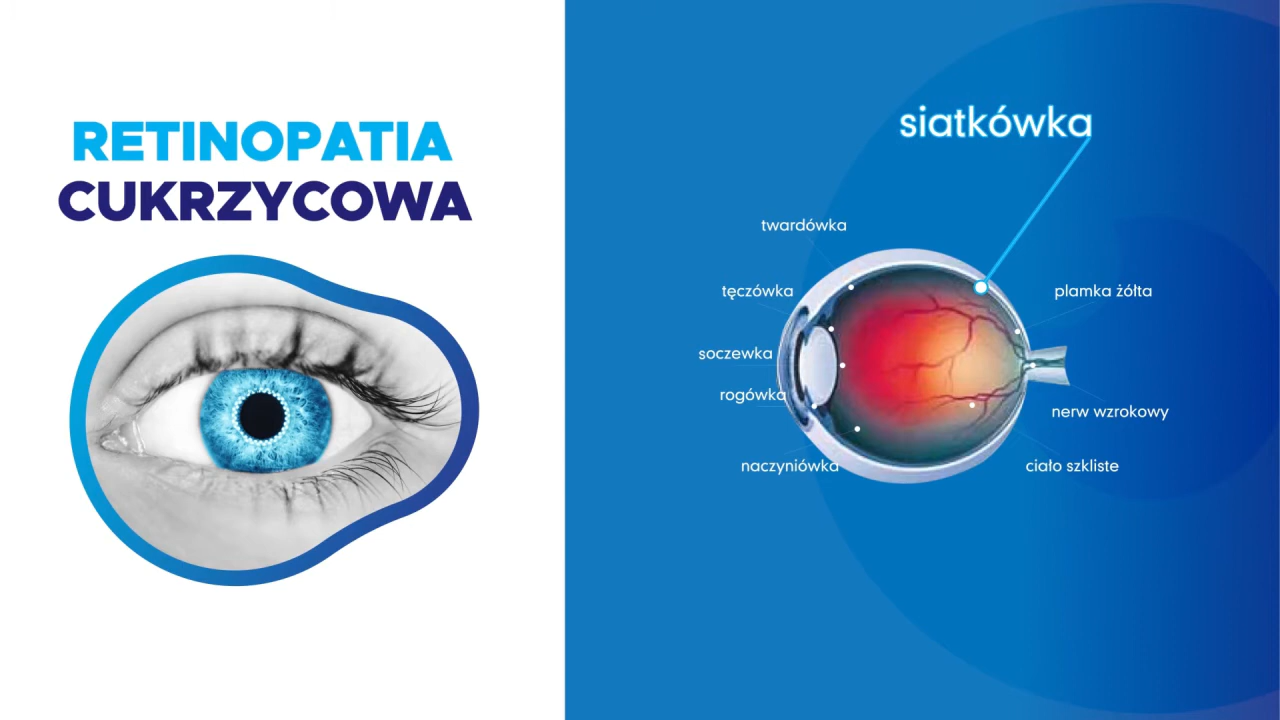 RETINOPATIA
CUKRZYCOWA
siatkówka
twardówka
tęczówka
plamka żółta
soczewka
rogówka
nerw wzrokowy
naczyniówka
ciało szkliste